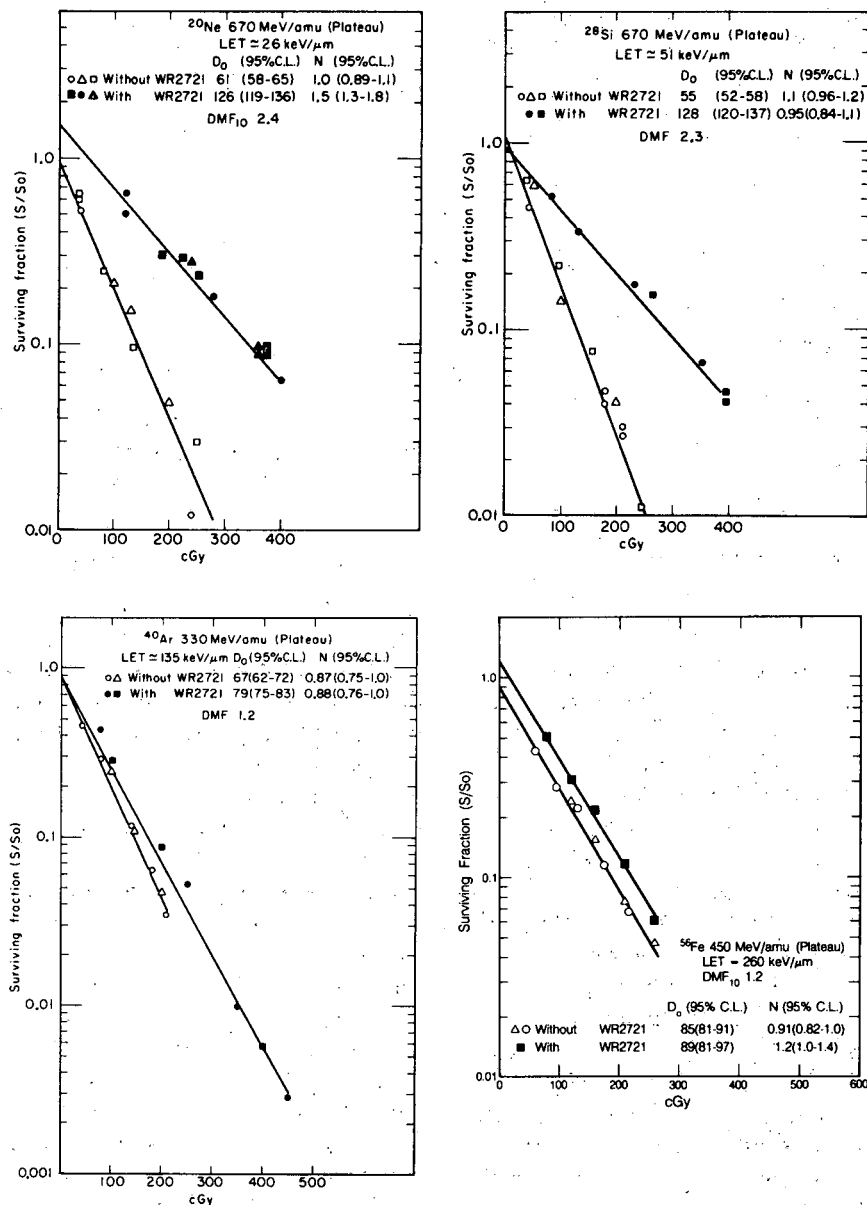 ²⁰Ne 670 MeV/amu (Plateau)
LET ≃ 26 keV/μm
D₀ (95%C.L.) N (95%C.L.)
○△□ Without WR2721 61 (58-65) 1.0 (0.89-1.1)
■●▲ With WR2721 126 (119-136) 1.5 (1.3-1.8)
DMF₁₀ 2.4
Surviving fraction (S/So)
1.0
0.1
0.01
0 100 200 300 400
cGy
²⁸Si 670 MeV/amu (Plateau)
LET ≃ 51 keV/μm
D₀ (95%C.L.) N (95%C.L.)
○△□ Without WR2721 55 (52-58) 1.1 (0.96-1.2)
● ■ With WR2721 128 (120-137) 0.95(0.84-1.1)
DMF 2.3
Surviving fraction (S/So)
1.0
0.1
0.01
0 100 200 300 400
cGy
⁴⁰Ar 330 MeV/amu (Plateau)
LET ≃ 135 keV/μm D₀ (95%C.L.) N (95%C.L.)
○△ Without WR2721 67(62-72) 0.87(0.75-1.0)
●■ With WR2721 79(75-83) 0.88(0.76-1.0)
DMF 1.2
Surviving fraction (S/So)
1.0
0.1
0.01
0.001
0 100 200 300 400 500
cGy
Surviving Fraction (S/So)
1.0
0.1
0.01
⁵⁶Fe 450 MeV/amu (Plateau)
LET = 260 keV/μm
DMF₁₀ 1.2
D₀ (95% C.L.) N (95% C.L.)
△○ Without WR2721 85(81-91) 0.91(0.82-1.0)
■ With WR2721 89(81-97) 1.2(1.0-1.4)
0 100 200 300 400 500 600
cGy